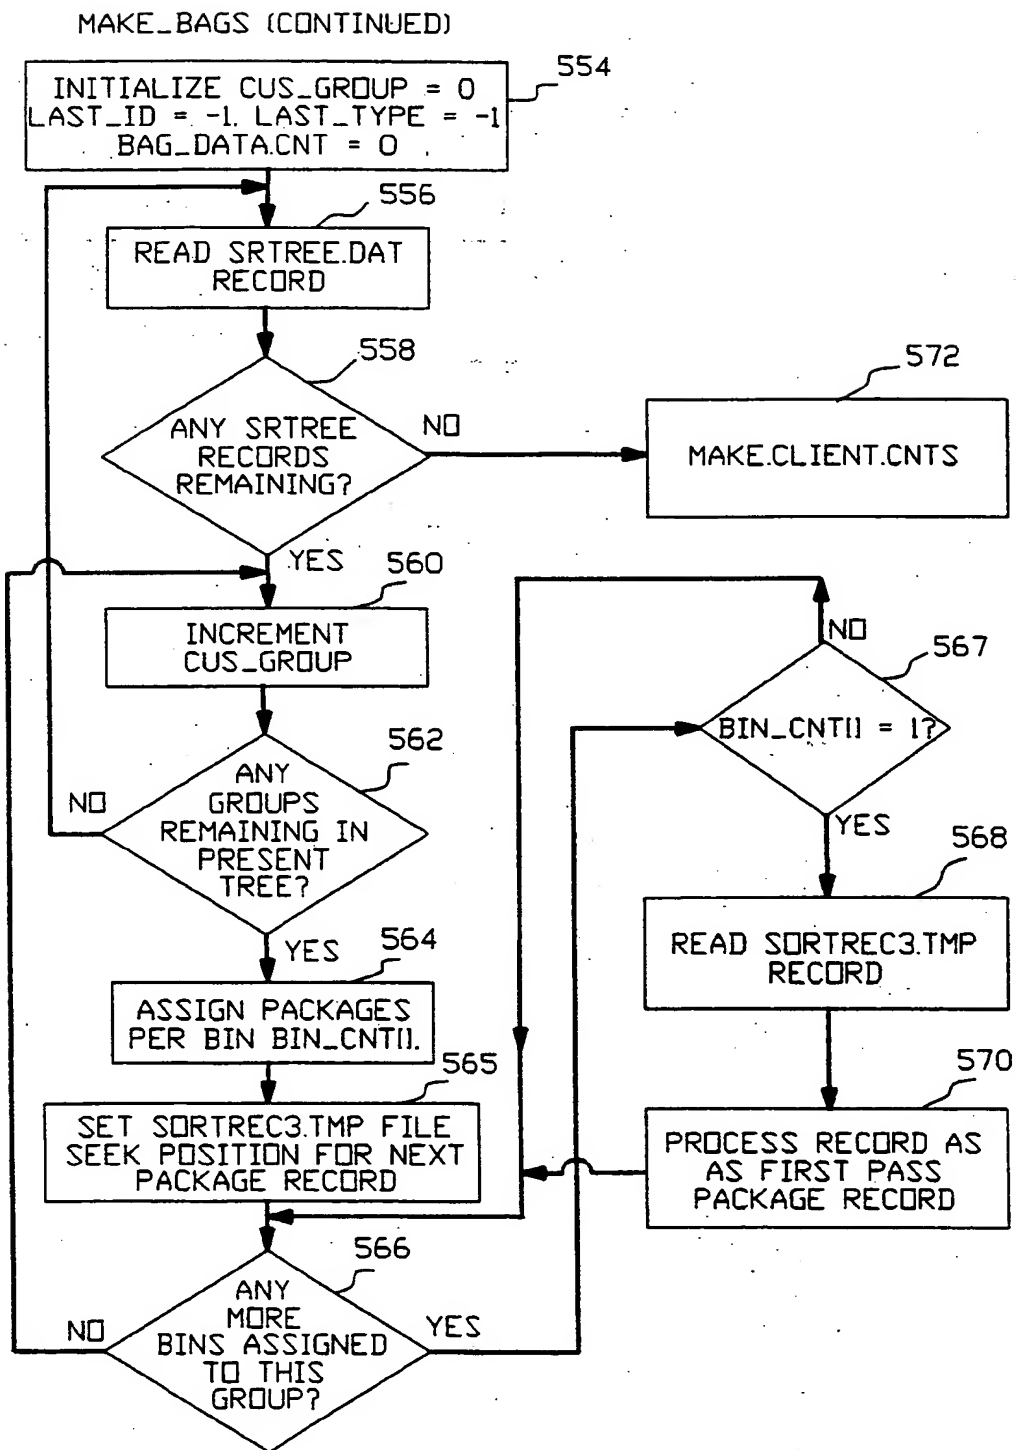 MAKE_BAGS (CONTINUED)
554
INITIALIZE CUS_GROUP = 0
LAST_ID = -1. LAST_TYPE = -1
BAG_DATA.CNT = 0
556
READ SRTREE.DAT
RECORD
558
ANY SRTREE
RECORDS
REMAINING?
NO
572
MAKE.CLIENT.CNTS
YES
560
INCREMENT
CUS_GROUP
562
ANY
GROUPS
REMAINING IN
PRESENT
TREE?
NO
YES
564
ASSIGN PACKAGES
PER BIN BIN_CNT[].
565
SET SORTREC3.TMP FILE
SEEK POSITION FOR NEXT
PACKAGE RECORD
566
ANY
MORE
BINS ASSIGNED
TO THIS
GROUP?
NO
YES
NO
567
BIN_CNT[] = 1?
YES
568
READ SORTREC3.TMP
RECORD
570
PROCESS RECORD AS
AS FIRST PASS
PACKAGE RECORD